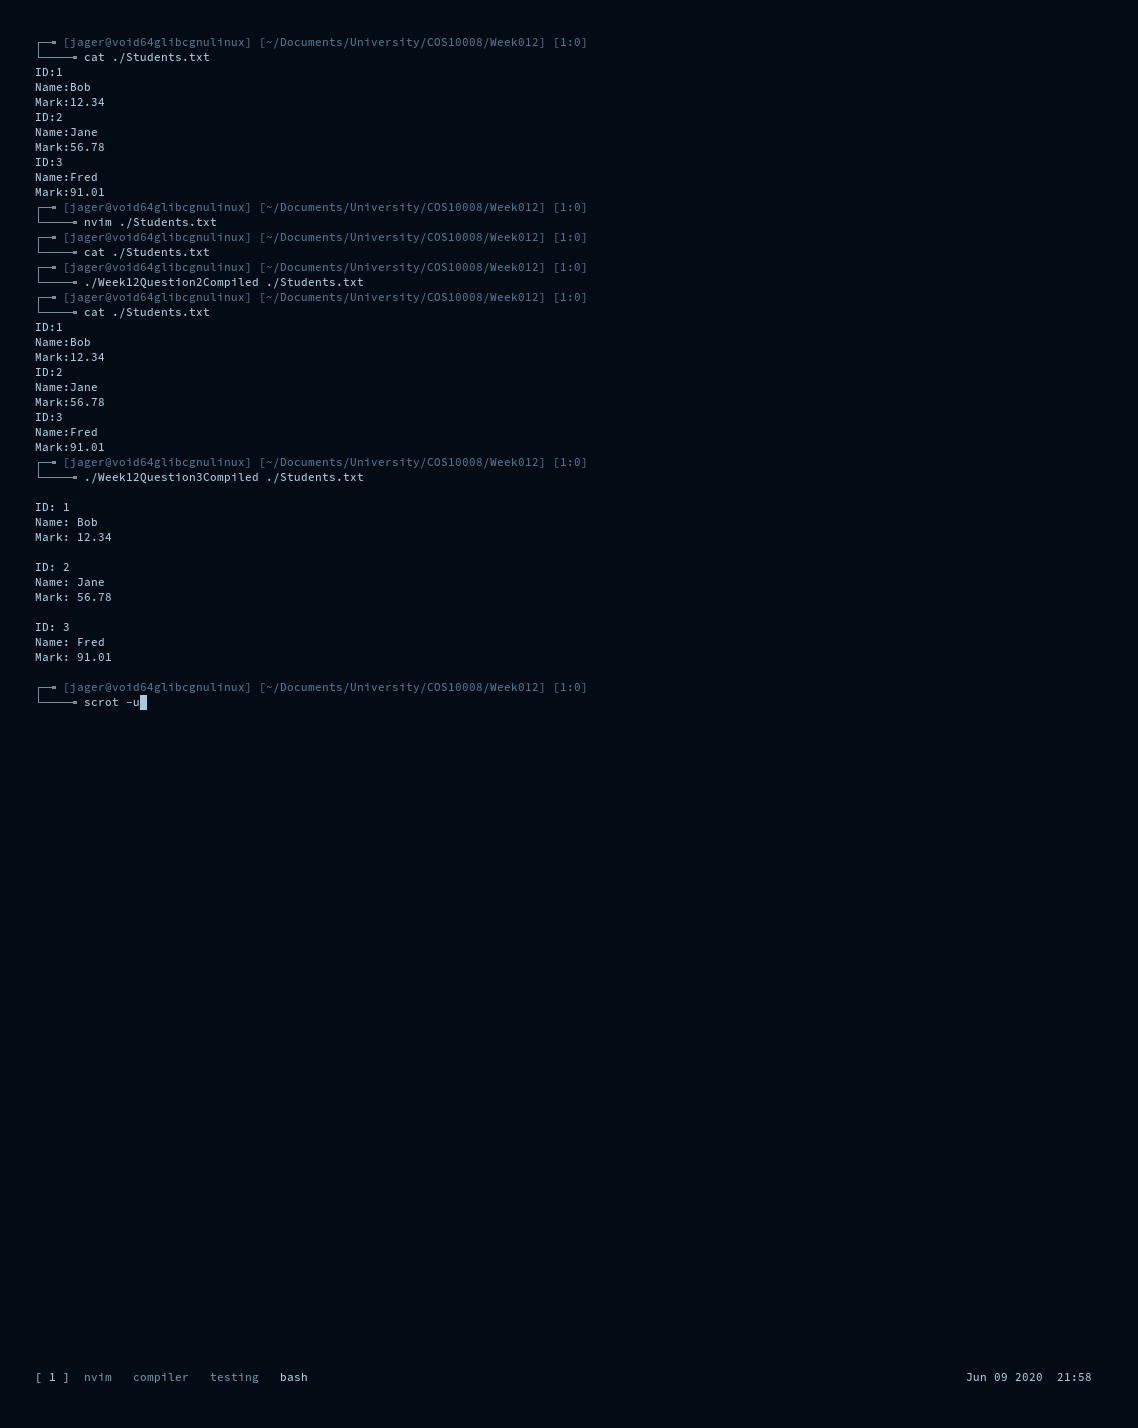 [jager@void64glibcgnulinux] [~/Documents/University/COS10008/Week012] [1:0]
cat ./Students.txt
ID:1
Name:Bob
Mark:12.34
ID:2
Name:Jane
Mark:56.78
ID:3
Name:Fred
Mark:91.01
[jager@void64glibcgnulinux] [~/Documents/University/COS10008/Week012] [1:0]
nvim ./Students.txt
[jager@void64glibcgnulinux] [~/Documents/University/COS10008/Week012] [1:0]
cat ./Students.txt
[jager@void64glibcgnulinux] [~/Documents/University/COS10008/Week012] [1:0]
./Week12Question2Compiled ./Students.txt
[jager@void64glibcgnulinux] [~/Documents/University/COS10008/Week012] [1:0]
cat ./Students.txt
ID:1
Name:Bob
Mark:12.34
ID:2
Name:Jane
Mark:56.78
ID:3
Name:Fred
Mark:91.01
[jager@void64glibcgnulinux] [~/Documents/University/COS10008/Week012] [1:0]
./Week12Question3Compiled ./Students.txt
ID: 1
Name: Bob
Mark: 12.34
ID: 2
Name: Jane
Mark: 56.78
ID: 3
Name: Fred
Mark: 91.01
[jager@void64glibcgnulinux] [~/Documents/University/COS10008/Week012] [1:0]
scrot -u
[ 1 ] nvim compiler testing bash Jun 09 2020 21:58